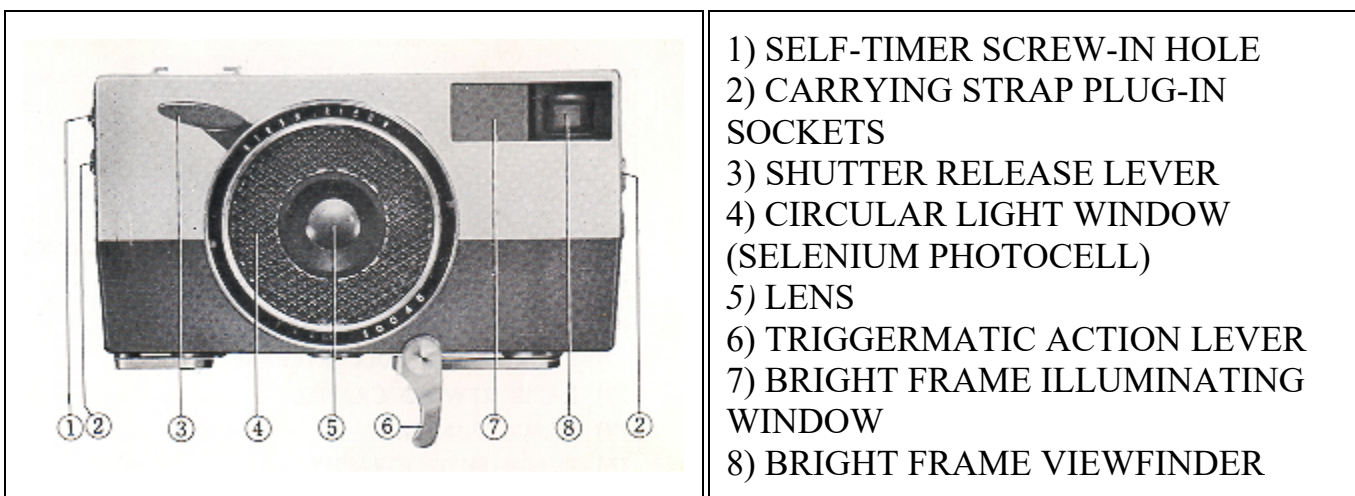 ① ② ③ ④ ⑤ ⑥ ⑦ ⑧ ②
1) SELF-TIMER SCREW-IN HOLE
2) CARRYING STRAP PLUG-IN
SOCKETS
3) SHUTTER RELEASE LEVER
4) CIRCULAR LIGHT WINDOW
(SELENIUM PHOTOCELL)
5) LENS
6) TRIGGERMATIC ACTION LEVER
7) BRIGHT FRAME ILLUMINATING
WINDOW
8) BRIGHT FRAME VIEWFINDER